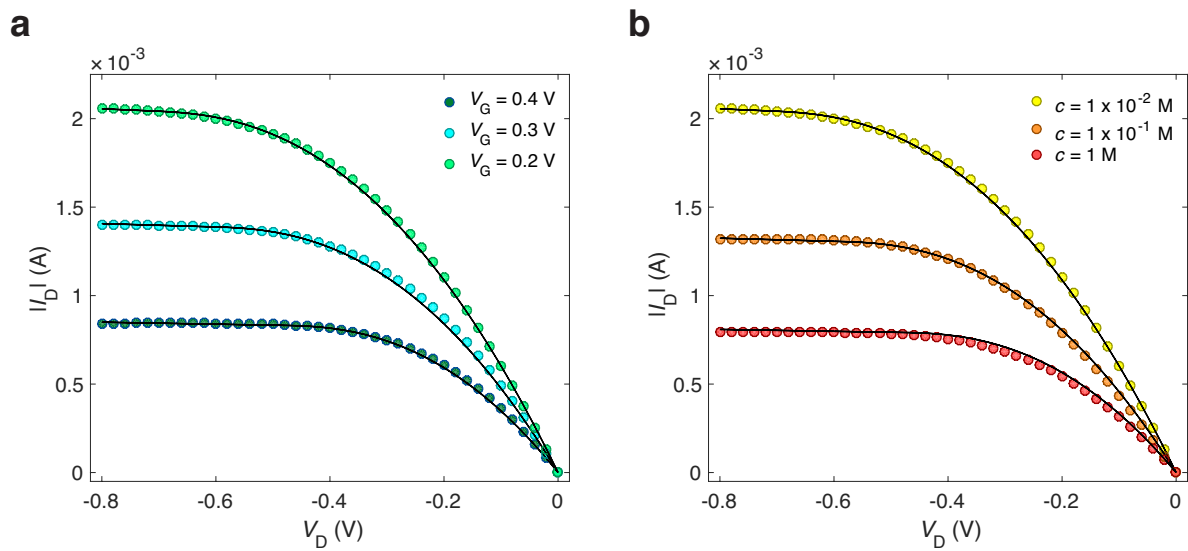 a
× 10⁻³
2
1.5
1
0.5
0
|I_D| (A)
-0.8 -0.6 -0.4 -0.2 0
V_D (V)
V_G = 0.4 V
V_G = 0.3 V
V_G = 0.2 V
b
× 10⁻³
2
1.5
1
0.5
0
|I_D| (A)
-0.8 -0.6 -0.4 -0.2 0
V_D (V)
c = 1 x 10⁻² M
c = 1 x 10⁻¹ M
c = 1 M